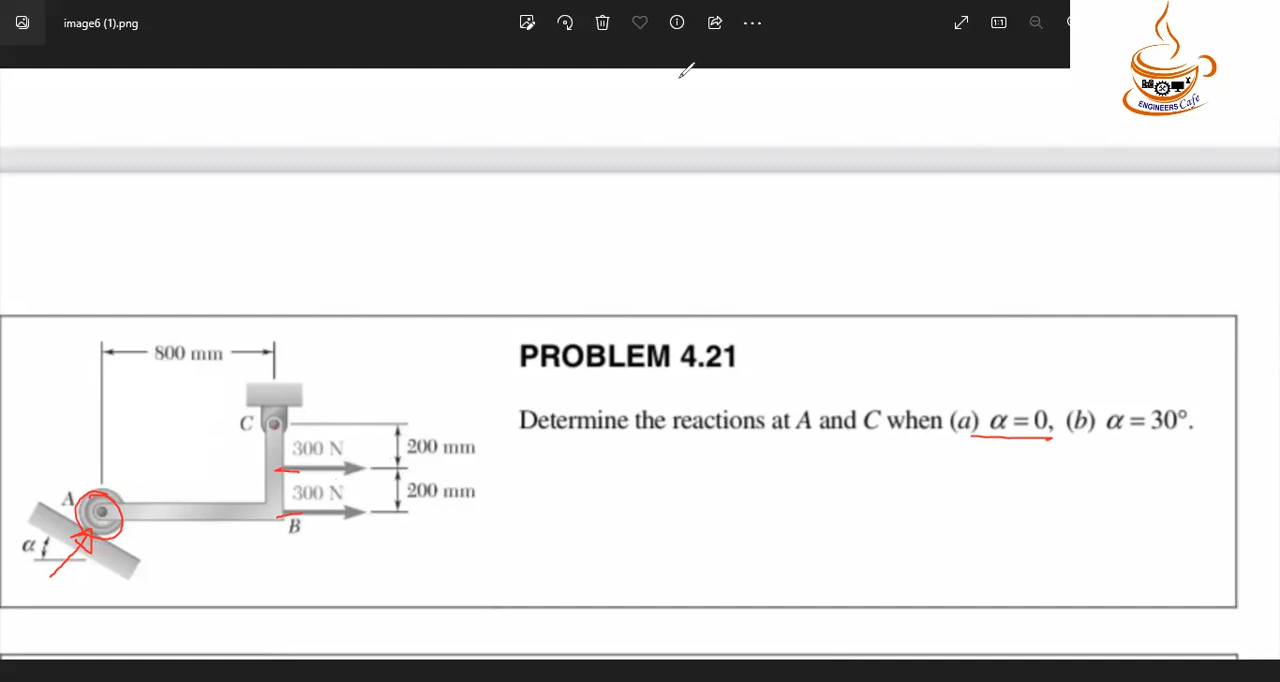 image6 (1).png
ENGINEERS Cafe
800 mm
PROBLEM 4.21
Determine the reactions at A and C when (a) α = 0, (b) α = 30°.
C
300 N
200 mm
A
300 N
200 mm
B
α